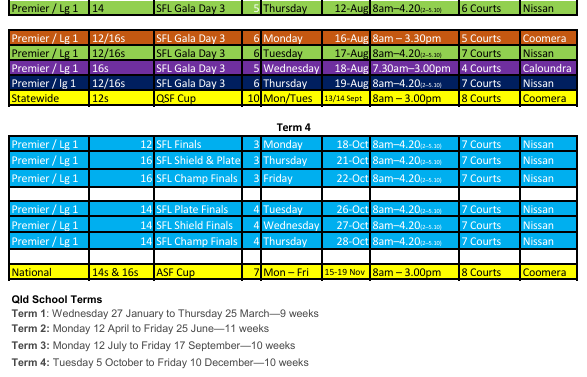 Premier / Lg 1 14 SFL Gala Day 3 5 Thursday 12-Aug 8am–4.20(2–5.10) 6 Courts Nissan
Premier / Lg 1 12/16s SFL Gala Day 3 6 Monday 16-Aug 8am – 3.30pm 5 Courts Coomera
Premier / Lg 1 12/16s SFL Gala Day 3 6 Tuesday 17-Aug 8am–4.20(2–5.10) 7 Courts Nissan
Premier / Lg 1 16s SFL Gala Day 3 5 Wednesday 18-Aug 7.30am–3.00pm 4 Courts Caloundra
Premier / lg 1 12/16s SFL Gala Day 3 6 Thursday 19-Aug 8am–4.20(2–5.10) 7 Courts Nissan
Statewide 12s QSF Cup 10 Mon/Tues 13/14 Sept 8am – 3.00pm 8 Courts Coomera
Term 4
Premier / Lg 1 12 SFL Finals 3 Monday 18-Oct 8am–4.20(2–5.10) 7 Courts Nissan
Premier / Lg 1 16 SFL Shield & Plate 3 Thursday 21-Oct 8am–4.20(2–5.10) 7 Courts Nissan
Premier / Lg 1 16 SFL Champ Finals 3 Friday 22-Oct 8am–4.20(2–5.10) 7 Courts Nissan
Premier / Lg 1 14 SFL Plate Finals 4 Tuesday 26-Oct 8am–4.20(2–5.10) 7 Courts Nissan
Premier / Lg 1 14 SFL Shield Finals 4 Wednesday 27-Oct 8am–4.20(2–5.10) 7 Courts Nissan
Premier / Lg 1 14 SFL Champ Finals 4 Thursday 28-Oct 8am–4.20(2–5.10) 7 Courts Nissan
National 14s & 16s ASF Cup 7 Mon – Fri 15-19 Nov 8am – 3.00pm 8 Courts Coomera
Qld School Terms
Term 1: Wednesday 27 January to Thursday 25 March—9 weeks
Term 2: Monday 12 April to Friday 25 June—11 weeks
Term 3: Monday 12 July to Friday 17 September—10 weeks
Term 4: Tuesday 5 October to Friday 10 December—10 weeks